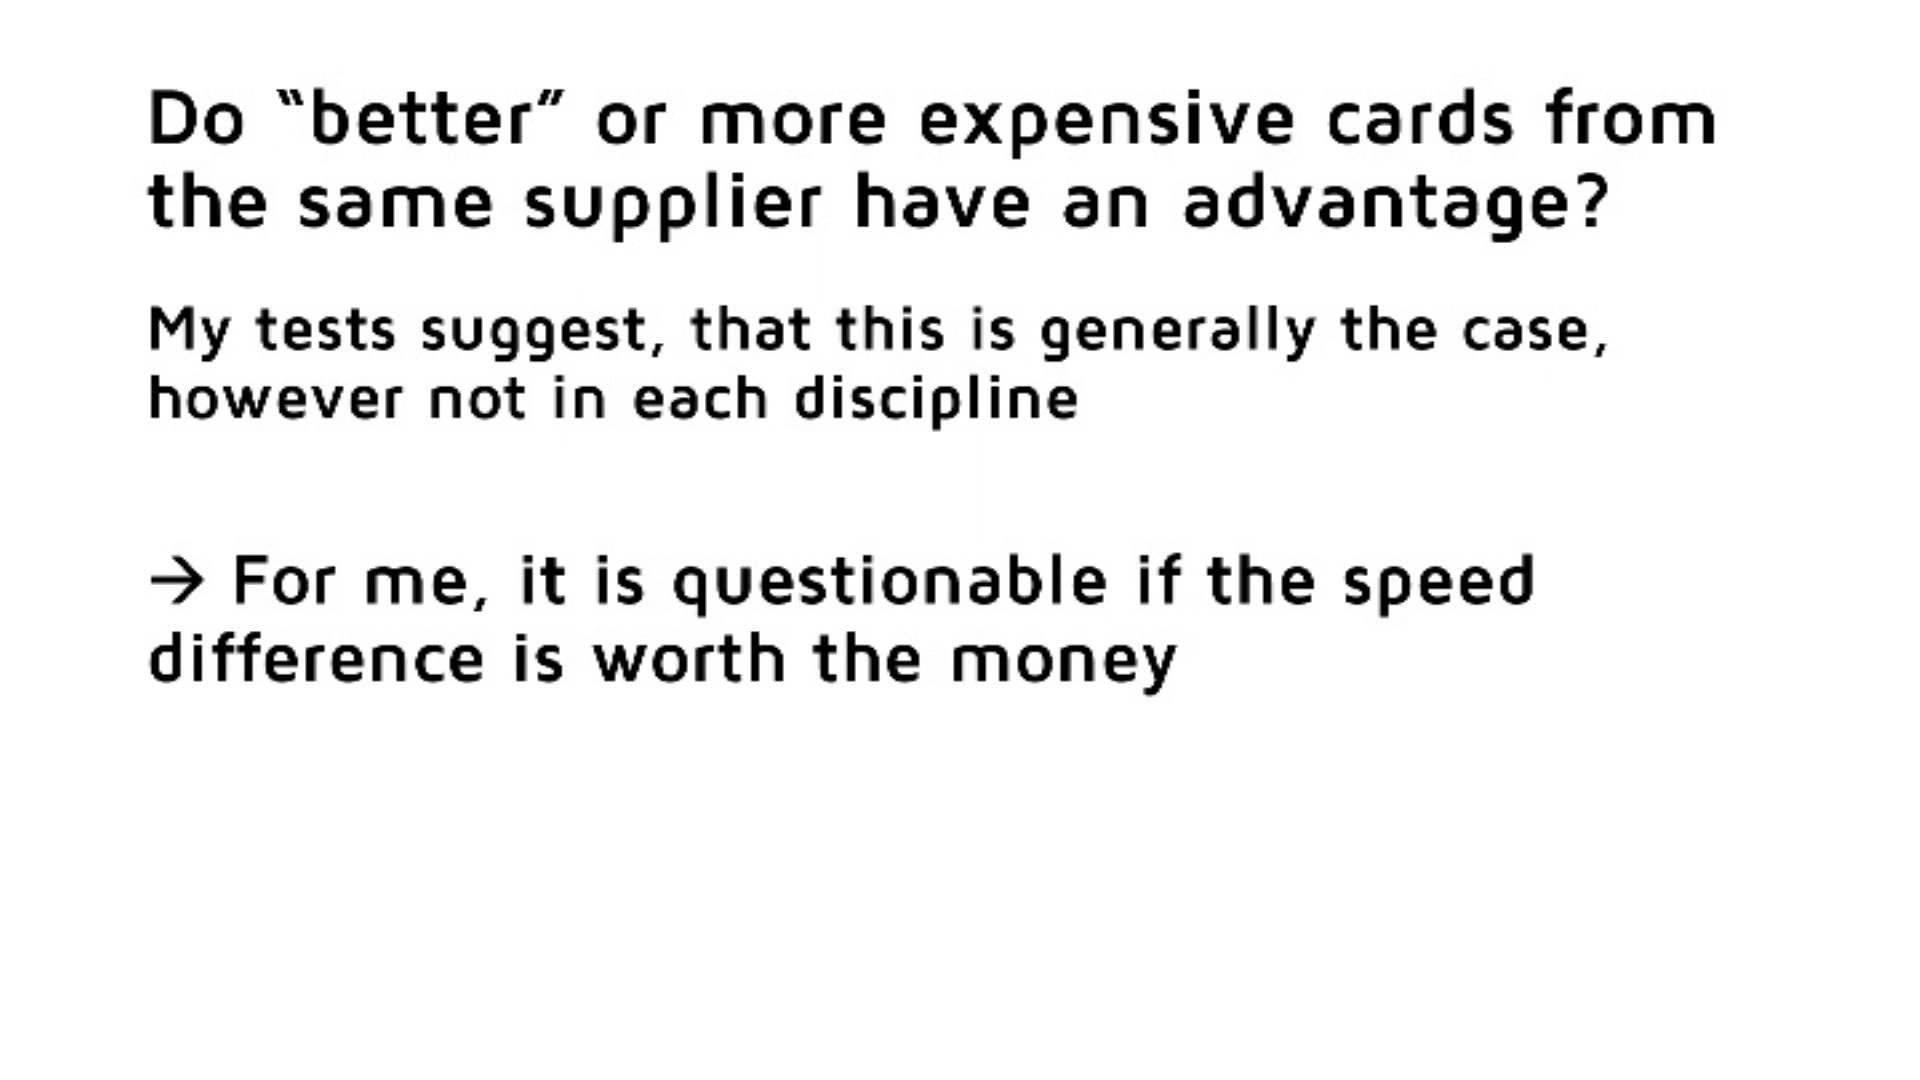 Do “better” or more expensive cards from
the same supplier have an advantage?
My tests suggest, that this is generally the case,
however not in each discipline
→ For me, it is questionable if the speed
difference is worth the money